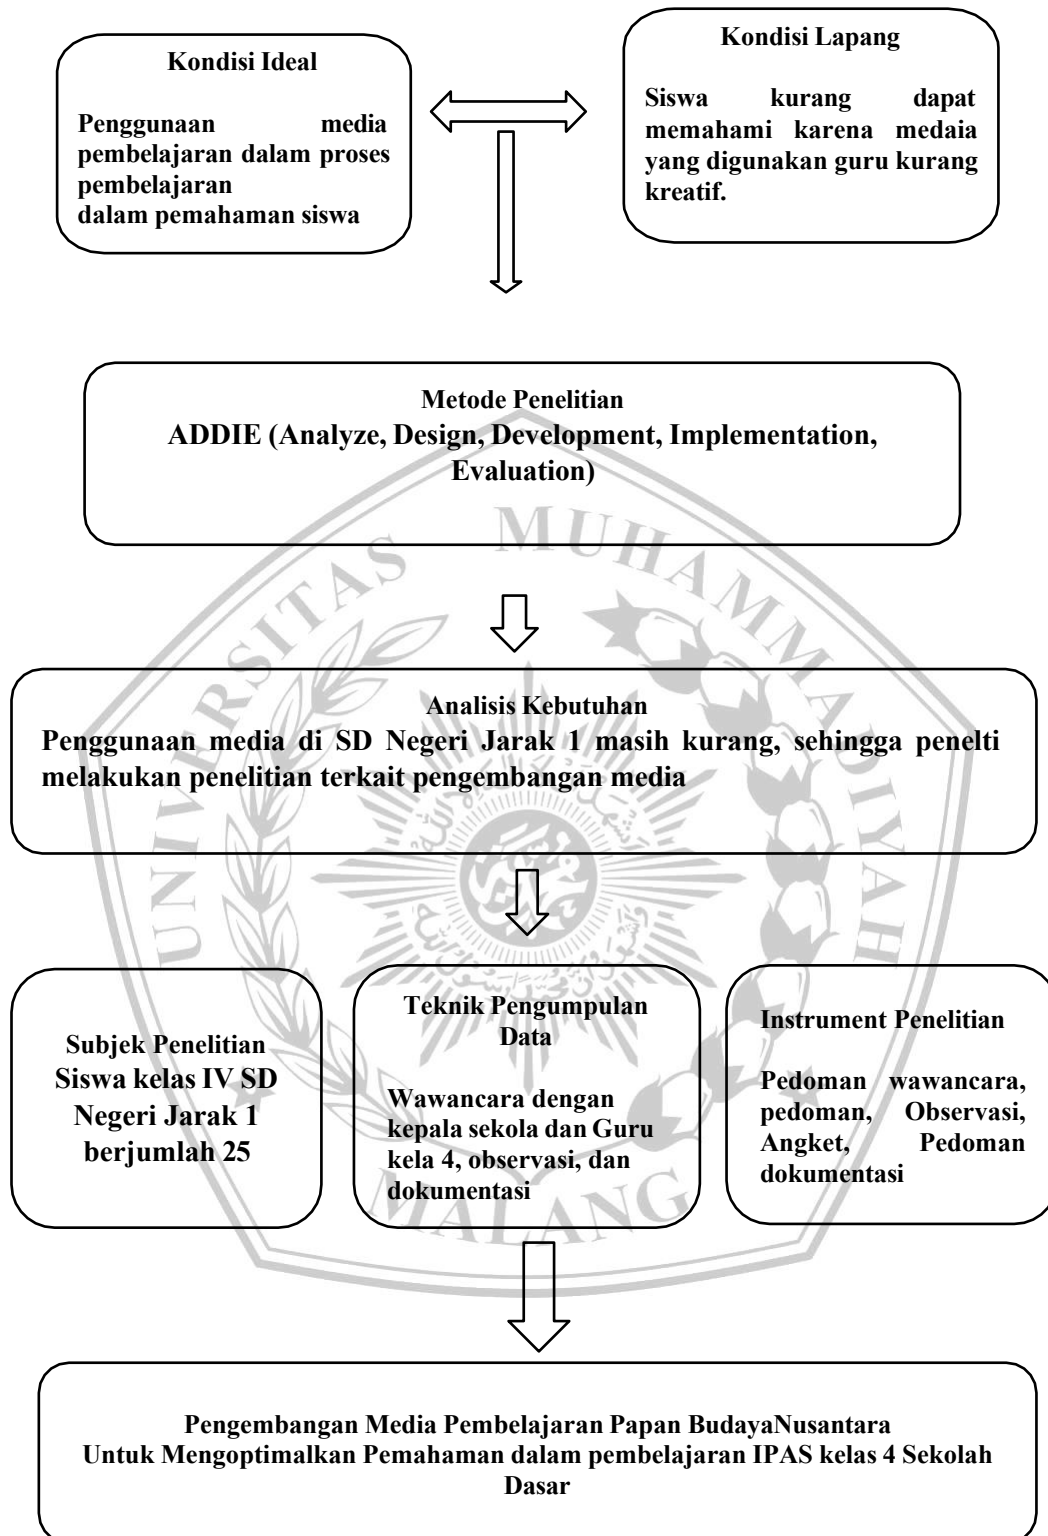 Kondisi Ideal
Penggunaan media
pembelajaran dalam proses
pembelajaran
dalam pemahaman siswa
Kondisi Lapang
Siswa kurang dapat
memahami karena medaia
yang digunakan guru kurang
kreatif.
Metode Penelitian
ADDIE (Analyze, Design, Development, Implementation,
Evaluation)
Analisis Kebutuhan
Penggunaan media di SD Negeri Jarak 1 masih kurang, sehingga penelti
melakukan penelitian terkait pengembangan media
Subjek Penelitian
Siswa kelas IV SD
Negeri Jarak 1
berjumlah 25
Teknik Pengumpulan
Data
Wawancara dengan
kepala sekola dan Guru
kela 4, observasi, dan
dokumentasi
Instrument Penelitian
Pedoman wawancara,
pedoman, Observasi,
Angket, Pedoman
dokumentasi
Pengembangan Media Pembelajaran Papan BudayaNusantara
Untuk Mengoptimalkan Pemahaman dalam pembelajaran IPAS kelas 4 Sekolah
Dasar
UNIVERSITAS MUHAMMADIYAH
MALANG